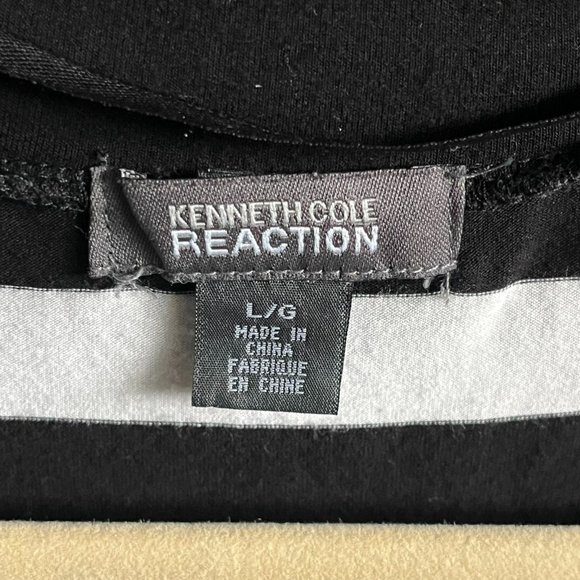 KENNETH COLE
REACTION
L/G
MADE IN
CHINA
FABRIQUE
EN CHINE